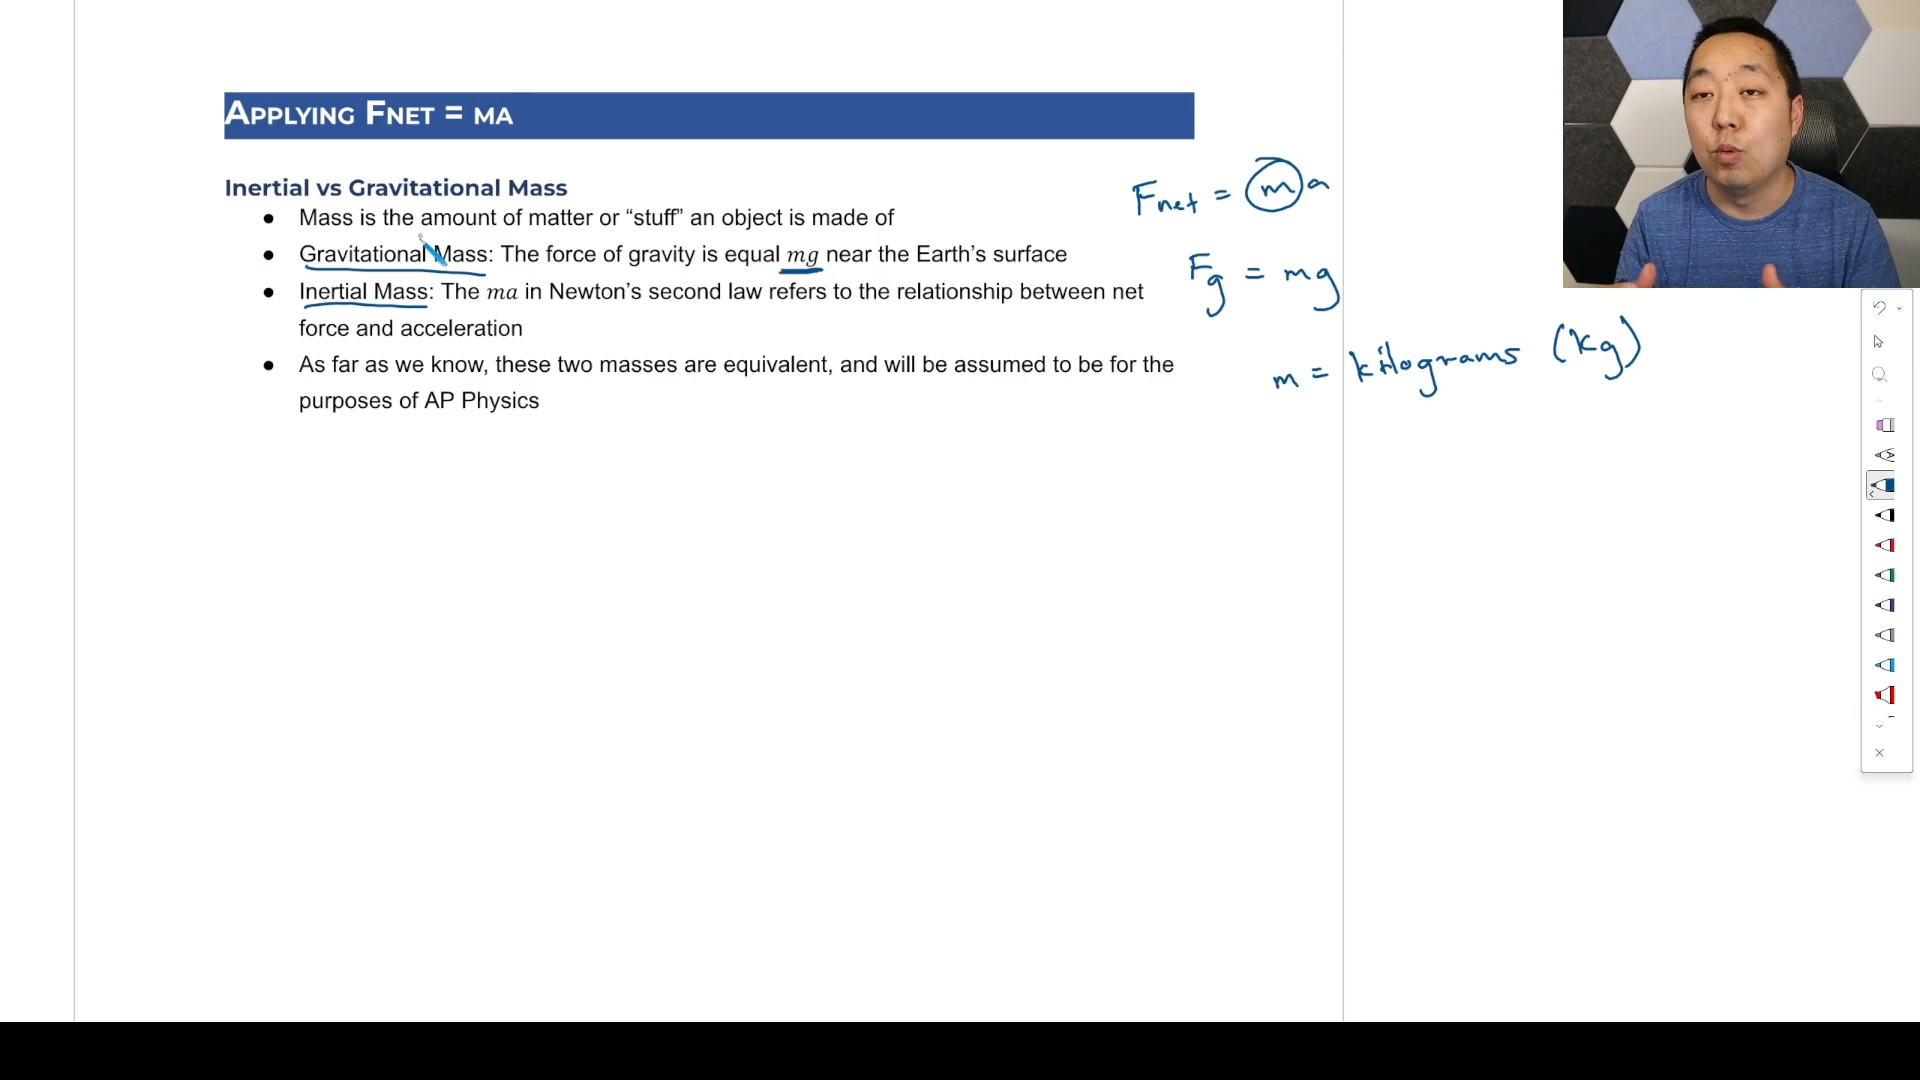 APPLYING FNET = MA
Inertial vs Gravitational Mass
● Mass is the amount of matter or “stuff” an object is made of
● Gravitational Mass: The force of gravity is equal mg near the Earth’s surface
● Inertial Mass: The ma in Newton’s second law refers to the relationship between net
force and acceleration
● As far as we know, these two masses are equivalent, and will be assumed to be for the
purposes of AP Physics
Fnet = ma
Fg = mg
m = kilograms (kg)